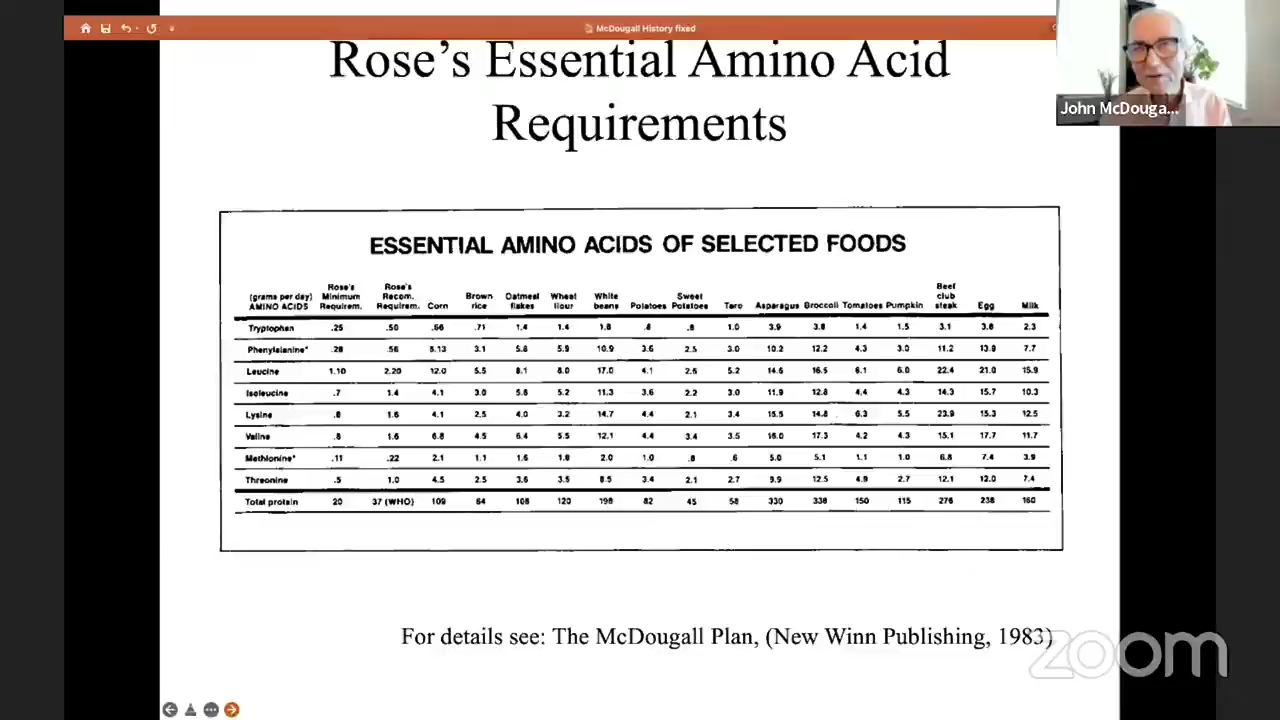 McDougall History fixed
Rose's Essential Amino Acid
Requirements
John McDouga...
ESSENTIAL AMINO ACIDS OF SELECTED FOODS
(grams per day) AMINO ACIDS Rose's Minimum Requirem. Rose's Recom. Requirem. Corn Brown rice Oatmeal flakes Wheat flour White beans Potatoes Sweet Potatoes Taro Asparagus Broccoli Tomatoes Pumpkin Beef club steak Egg Milk
Tryptophan .25 .50 .66 .71 1.4 1.4 1.8 .8 .8 1.0 3.9 3.8 1.4 1.5 3.1 3.8 2.3
Phenylalanine* .28 .56 6.13 3.1 5.8 5.9 10.9 3.6 2.5 3.0 10.2 12.2 4.3 3.0 11.2 13.9 7.7
Leucine 1.10 2.20 12.0 5.5 8.1 8.0 17.0 4.1 2.6 5.2 14.6 16.5 6.1 6.0 22.4 21.0 15.9
Isoleucine .7 1.4 4.1 3.0 5.8 5.2 11.3 3.6 2.2 3.0 11.9 12.8 4.4 4.3 14.3 15.7 10.3
Lysine .8 1.6 4.1 2.5 4.0 3.2 14.7 4.4 2.1 3.4 15.5 14.8 6.3 5.5 23.9 15.3 12.5
Valine .8 1.6 6.8 4.5 6.4 5.5 12.1 4.4 3.4 3.5 16.0 17.3 4.2 4.3 15.1 17.7 11.7
Methionine* .11 .22 2.1 1.1 1.6 1.8 2.0 1.0 .8 .6 5.0 5.1 1.1 1.0 6.8 7.4 3.9
Threonine .5 1.0 4.5 2.5 3.6 3.5 8.5 3.4 2.1 2.7 9.9 12.5 4.9 2.7 12.1 12.0 7.4
Total protein 20 37 (WHO) 109 64 108 120 198 82 45 58 330 338 150 115 276 238 160
For details see: The McDougall Plan, (New Winn Publishing, 1983)
zoom